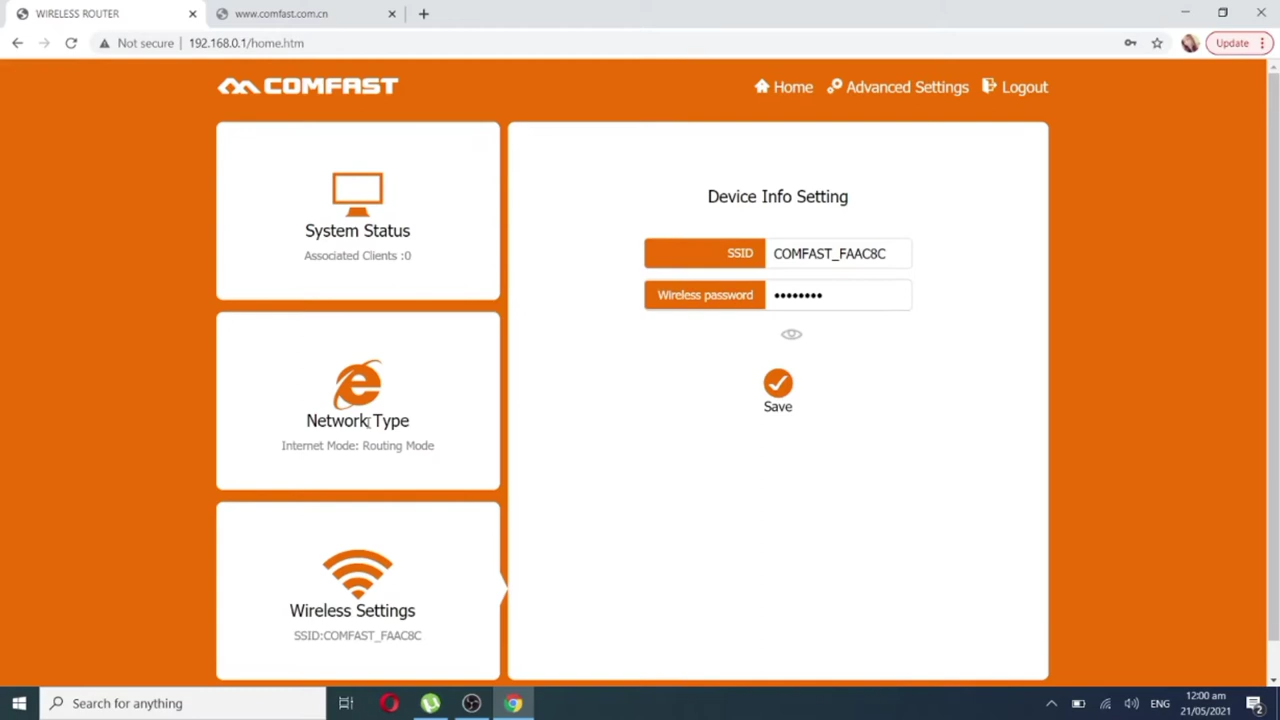 WIRELESS ROUTER
www.comfast.com.cn
Not secure
192.168.0.1/home.htm
Update
COMFAST
Home
Advanced Settings
Logout
System Status
Associated Clients :0
Network Type
Internet Mode: Routing Mode
Wireless Settings
SSID:COMFAST_FAAC8C
Device Info Setting
SSID
COMFAST_FAAC8C
Wireless password
••••••••
Save
Search for anything
ENG
12:00 am
21/05/2021
2